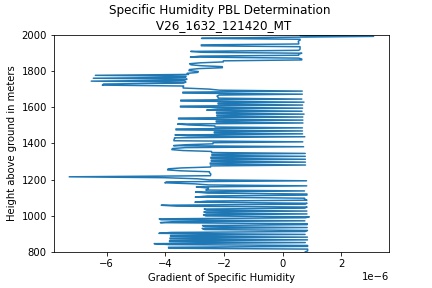 Specific Humidity PBL Determination
V26_1632_121420_MT
Height above ground in meters
2000
1800
1600
1400
1200
1000
800
−6
−4
−2
0
2
1e−6
Gradient of Specific Humidity